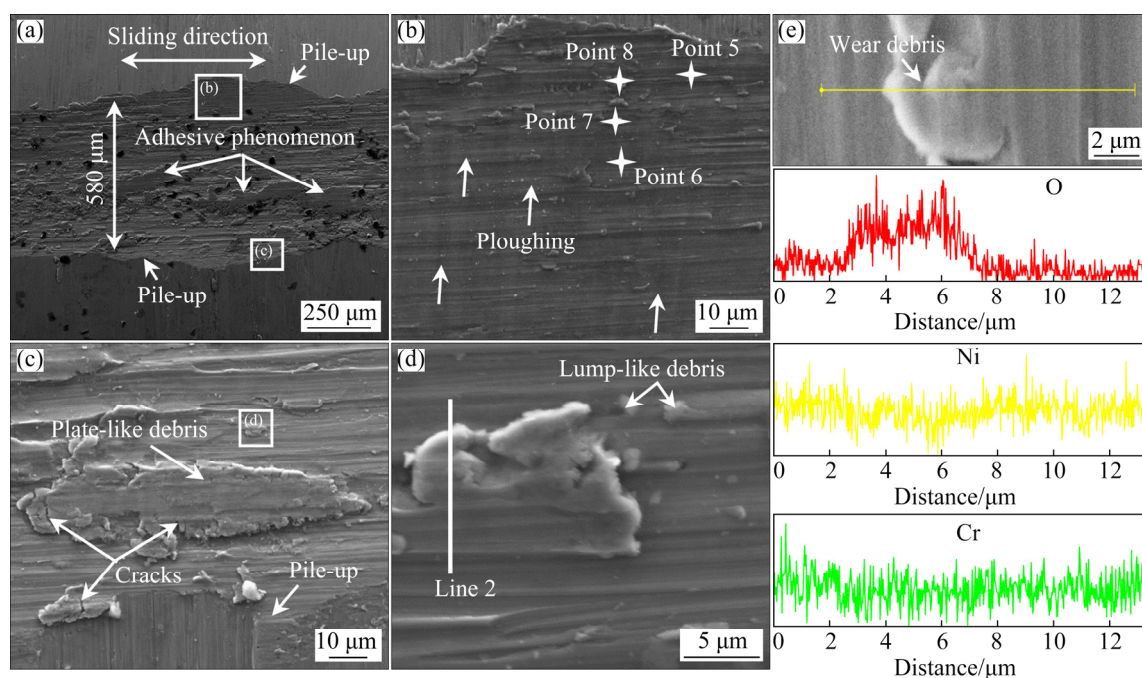 (a)
Sliding direction
Pile-up
(b)
Adhesive phenomenon
580 μm
(c)
Pile-up
250 μm
(b)
Point 8
Point 5
Point 7
Point 6
Ploughing
10 μm
(c)
Plate-like debris
(d)
Cracks
Pile-up
10 μm
(d)
Lump-like debris
Line 2
5 μm
(e)
Wear debris
2 μm
O
0 2 4 6 8 10 12
Distance/μm
Ni
0 2 4 6 8 10 12
Distance/μm
Cr
0 2 4 6 8 10 12
Distance/μm